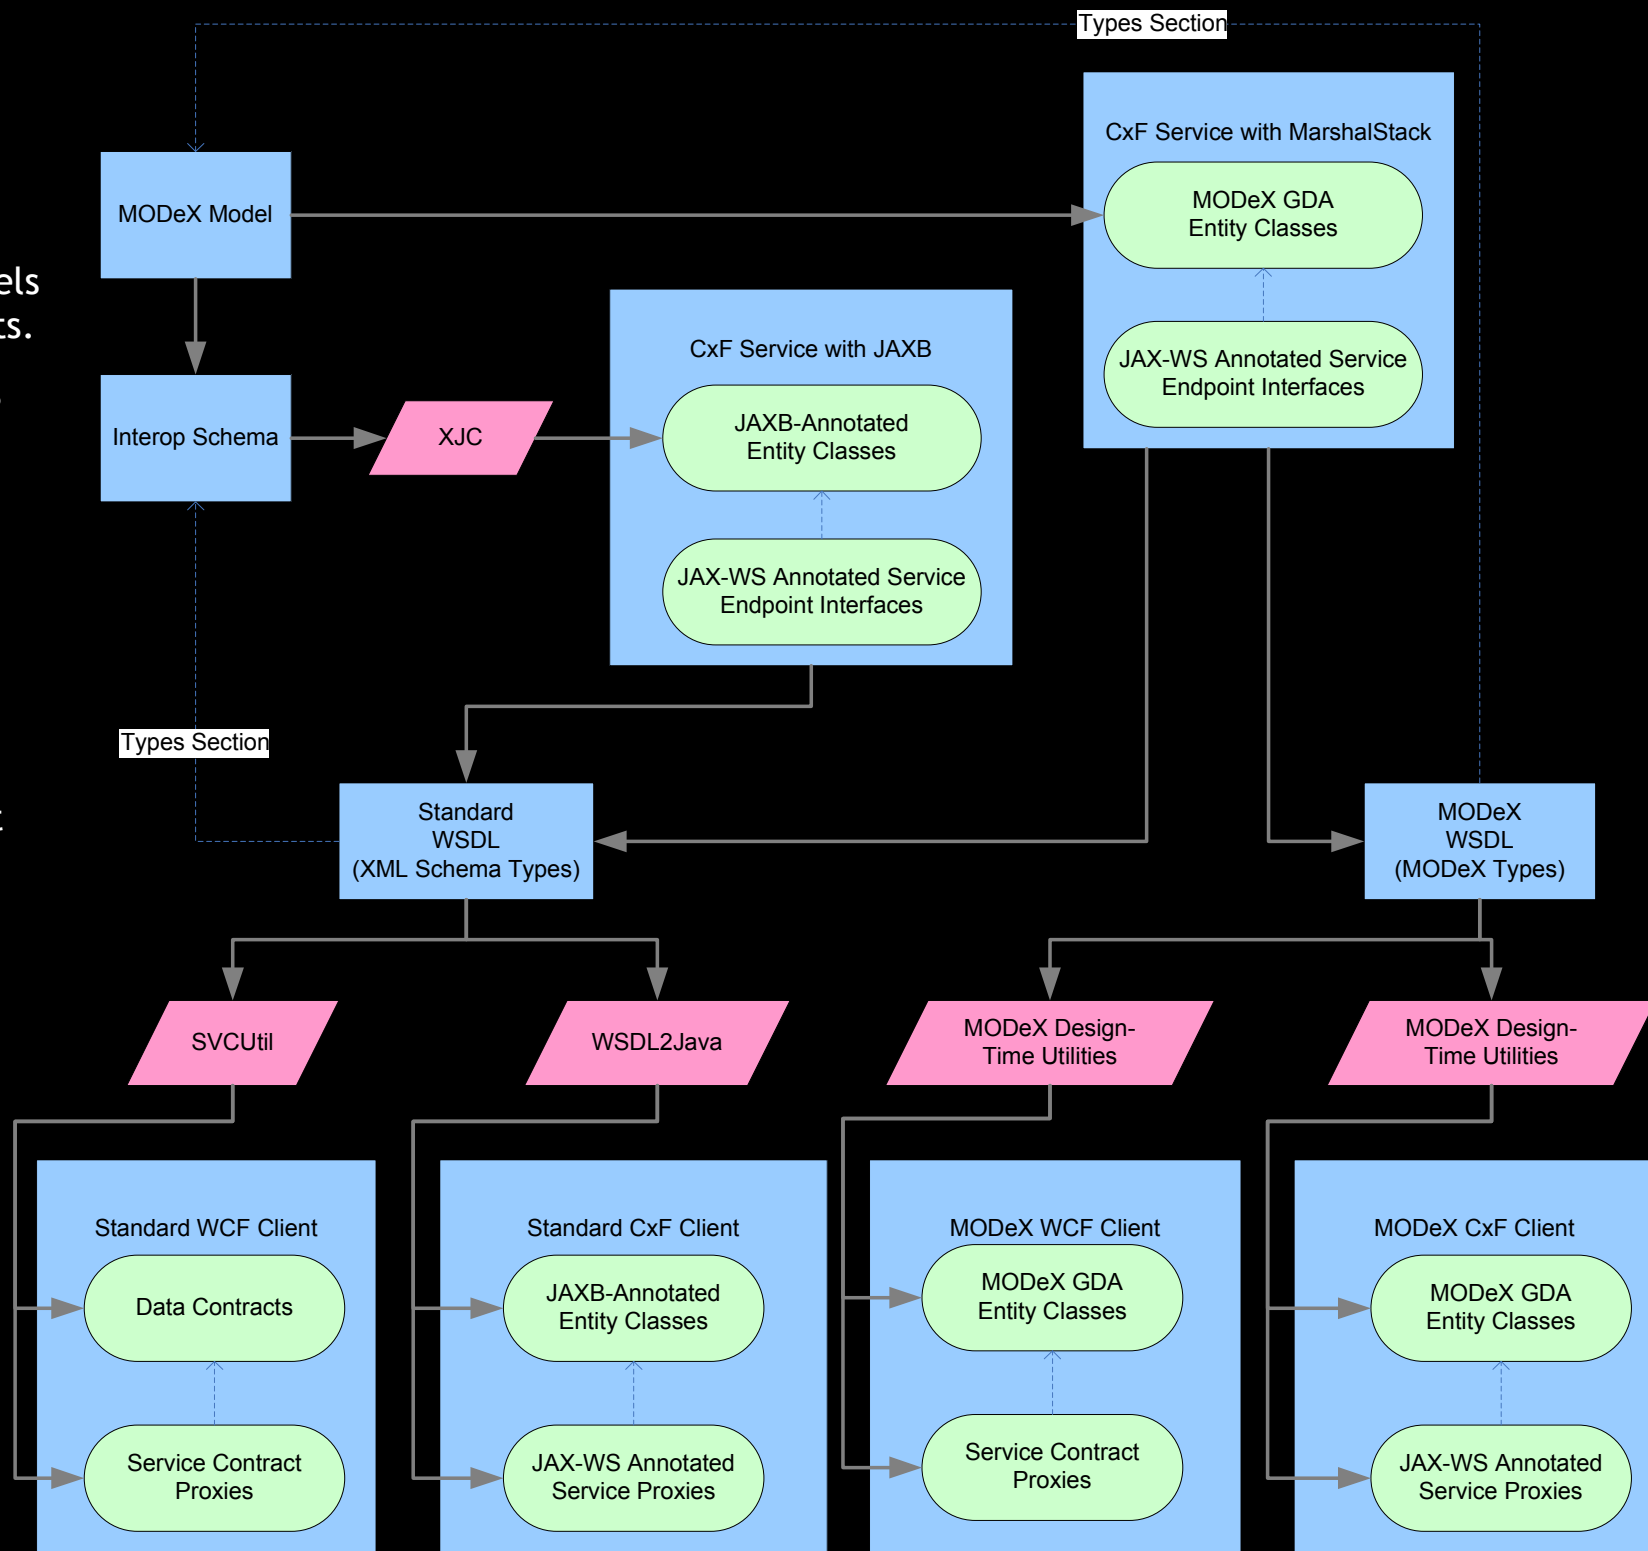 Types Section
CxF Service with MarshalStack
MODeX GDA
Entity Classes
MODeX Model
els
ts.
JAX-WS Annotated Service
Endpoint Interfaces
CxF Service with JAXB
JAXB-Annotated
Entity Classes
Interop Schema
XJC
JAX-WS Annotated Service
Endpoint Interfaces
Types Section
Standard
WSDL
(XML Schema Types)
MODeX
WSDL
(MODeX Types)
SVCUtil
WSDL2Java
MODeX Design-
Time Utilities
MODeX Design-
Time Utilities
Standard WCF Client
Data Contracts
Service Contract
Proxies
Standard CxF Client
JAXB-Annotated
Entity Classes
JAX-WS Annotated
Service Proxies
MODeX WCF Client
MODeX GDA
Entity Classes
Service Contract
Proxies
MODeX CxF Client
MODeX GDA
Entity Classes
JAX-WS Annotated
Service Proxies